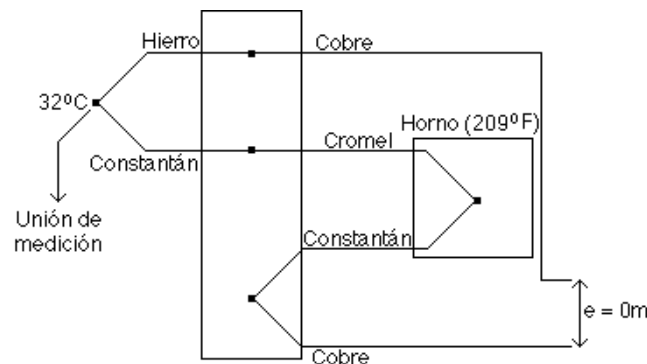 Hierro
Cobre
32ºC
Horno (209ºF)
Constantán
Cromel
Unión de
medición
Constantán
e = 0m
Cobre